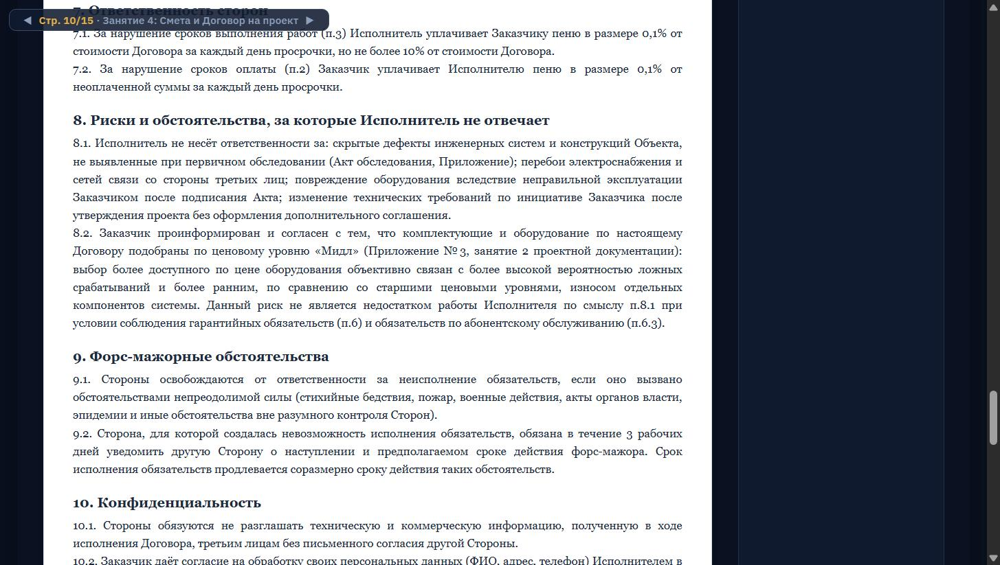 7. Ответственность сторон
◀ Стр. 10/15 · Занятие 4: Смета и Договор на проект ▶
7.1. За нарушение сроков выполнения работ (п.3) Исполнитель уплачивает Заказчику пеню в размере 0,1% от
стоимости Договора за каждый день просрочки, но не более 10% от стоимости Договора.
7.2. За нарушение сроков оплаты (п.2) Заказчик уплачивает Исполнителю пеню в размере 0,1% от
неоплаченной суммы за каждый день просрочки.
8. Риски и обстоятельства, за которые Исполнитель не отвечает
8.1. Исполнитель не несёт ответственности за: скрытые дефекты инженерных систем и конструкций Объекта,
не выявленные при первичном обследовании (Акт обследования, Приложение); перебои электроснабжения и
сетей связи со стороны третьих лиц; повреждение оборудования вследствие неправильной эксплуатации
Заказчиком после подписания Акта; изменение технических требований по инициативе Заказчика после
утверждения проекта без оформления дополнительного соглашения.
8.2. Заказчик проинформирован и согласен с тем, что комплектующие и оборудование по настоящему
Договору подобраны по ценовому уровню «Мидл» (Приложение №3, занятие 2 проектной документации):
выбор более доступного по цене оборудования объективно связан с более высокой вероятностью ложных
срабатываний и более ранним, по сравнению со старшими ценовыми уровнями, износом отдельных
компонентов системы. Данный риск не является недостатком работы Исполнителя по смыслу п.8.1 при
условии соблюдения гарантийных обязательств (п.6) и обязательств по абонентскому обслуживанию (п.6.3).
9. Форс-мажорные обстоятельства
9.1. Стороны освобождаются от ответственности за неисполнение обязательств, если оно вызвано
обстоятельствами непреодолимой силы (стихийные бедствия, пожар, военные действия, акты органов власти,
эпидемии и иные обстоятельства вне разумного контроля Сторон).
9.2. Сторона, для которой создалась невозможность исполнения обязательств, обязана в течение 3 рабочих
дней уведомить другую Сторону о наступлении и предполагаемом сроке действия форс-мажора. Срок
исполнения обязательств продлевается соразмерно сроку действия таких обстоятельств.
10. Конфиденциальность
10.1. Стороны обязуются не разглашать техническую и коммерческую информацию, полученную в ходе
исполнения Договора, третьим лицам без письменного согласия другой Стороны.
10.2. Заказчик даёт согласие на обработку своих персональных данных (ФИО, адрес, телефон) Исполнителем в